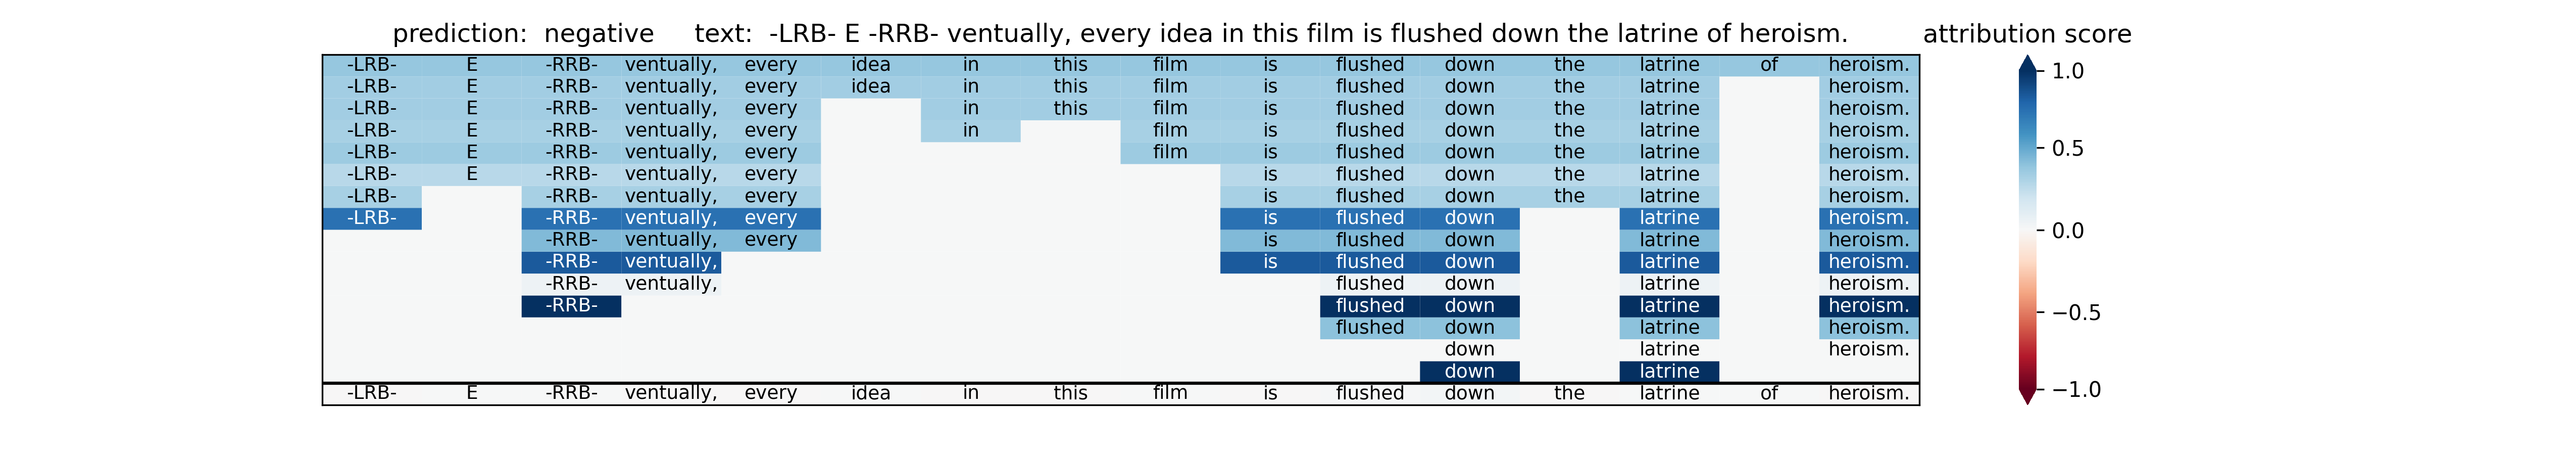 prediction: negative text: -LRB- E -RRB- ventually, every idea in this film is flushed down the latrine of heroism. attribution score
-LRB- E -RRB- ventually, every idea in this film is flushed down the latrine of heroism.
-LRB- E -RRB- ventually, every idea in this film is flushed down the latrine heroism.
-LRB- E -RRB- ventually, every in this film is flushed down the latrine heroism.
-LRB- E -RRB- ventually, every in film is flushed down the latrine heroism.
-LRB- E -RRB- ventually, every film is flushed down the latrine heroism.
-LRB- E -RRB- ventually, every is flushed down the latrine heroism.
-LRB- -RRB- ventually, every is flushed down the latrine heroism.
-LRB- -RRB- ventually, every is flushed down latrine heroism.
-RRB- ventually, every is flushed down latrine heroism.
-RRB- ventually, is flushed down latrine heroism.
-RRB- ventually, flushed down latrine heroism.
-RRB- flushed down latrine heroism.
flushed down latrine heroism.
down latrine heroism.
down latrine
-LRB- E -RRB- ventually, every idea in this film is flushed down the latrine of heroism.
1.0
0.5
0.0
−0.5
−1.0